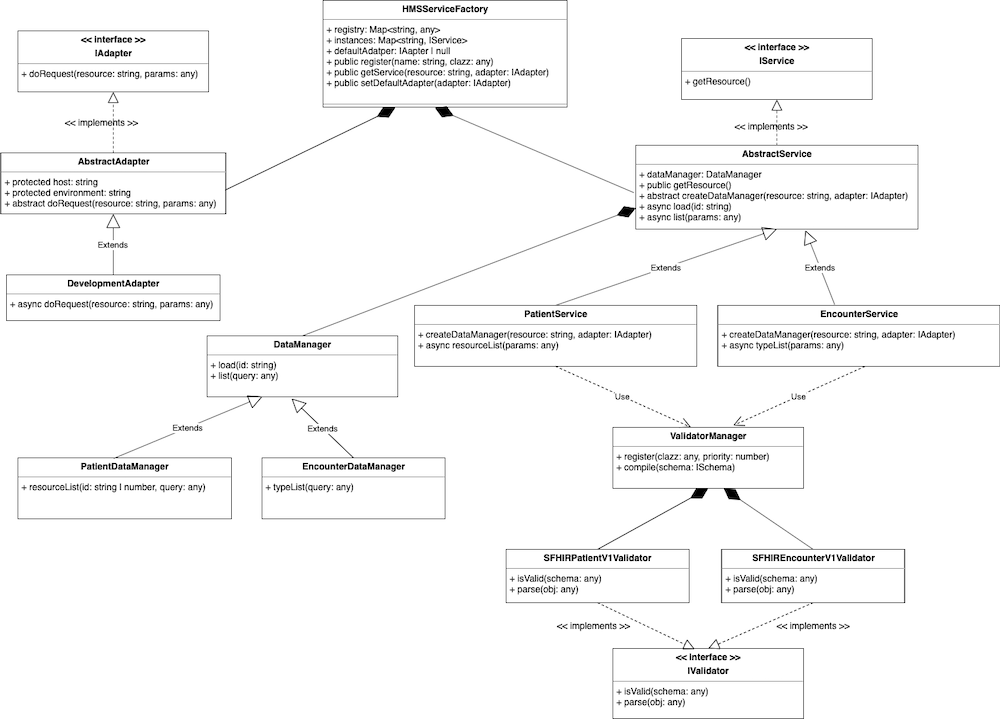 HMSServiceFactory
+ registry: Map<string, any>
+ instances: Map<string, IService>
+ defaultAdatper: IAapter | null
+ public register(name: string, clazz: any)
+ public getService(resource: string, adapter: IAdapter)
+ public setDefaultAdapter(adapter: IAdapter)
<< interface >>
IAdapter
+ doRequest(resource: string, params: any)
<< interface >>
IService
+ getResource()
<< implements >>
<< implements >>
AbstractAdapter
+ protected host: string
+ protected environment: string
+ abstract doRequest(resource: string, params: any)
AbstractService
+ dataManager: DataManager
+ public getResource()
+ abstract createDataManager(resource: string, adapter: IAdapter)
+ async load(id: string)
+ async list(params: any)
Extends
Extends
Extends
DevelopmentAdapter
+ async doRequest(resource: string, params: any)
PatientService
+ createDataManager(resource: string, adapter: IAdapter)
+ async resourceList(params: any)
EncounterService
+ createDataManager(resource: string, adapter: IAdapter)
+ async typeList(params: any)
DataManager
+ load(id: string)
+ list(query: any)
Use
Use
Extends
Extends
ValidatorManager
+ register(clazz: any, priority: number)
+ compile(schema: ISchema)
PatientDataManager
+ resourceList(id: string | number, query: any)
EncounterDataManager
+ typeList(query: any)
SFHIRPatientV1Validator
+ isValid(schema: any)
+ parse(obj: any)
SFHIREncounterV1Validator
+ isValid(schema: any)
+ parse(obj: any)
<< implements >>
<< implements >>
<< interface >>
IValidator
+ isValid(schema: any)
+ parse(obj: any)